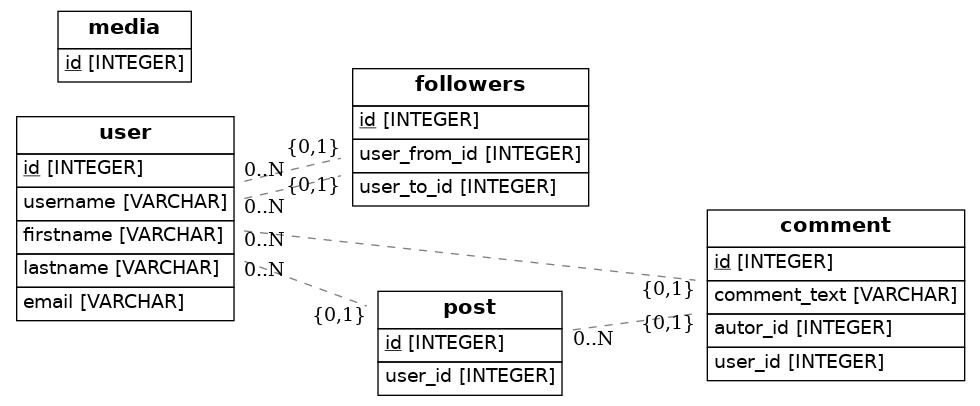 media
id [INTEGER]
user
id [INTEGER]
username [VARCHAR]
firstname [VARCHAR]
lastname [VARCHAR]
email [VARCHAR]
followers
id [INTEGER]
user_from_id [INTEGER]
user_to_id [INTEGER]
{0,1}
0..N
{0,1}
0..N
0..N
0..N
{0,1}
post
id [INTEGER]
user_id [INTEGER]
{0,1}
{0,1}
0..N
comment
id [INTEGER]
comment_text [VARCHAR]
autor_id [INTEGER]
user_id [INTEGER]